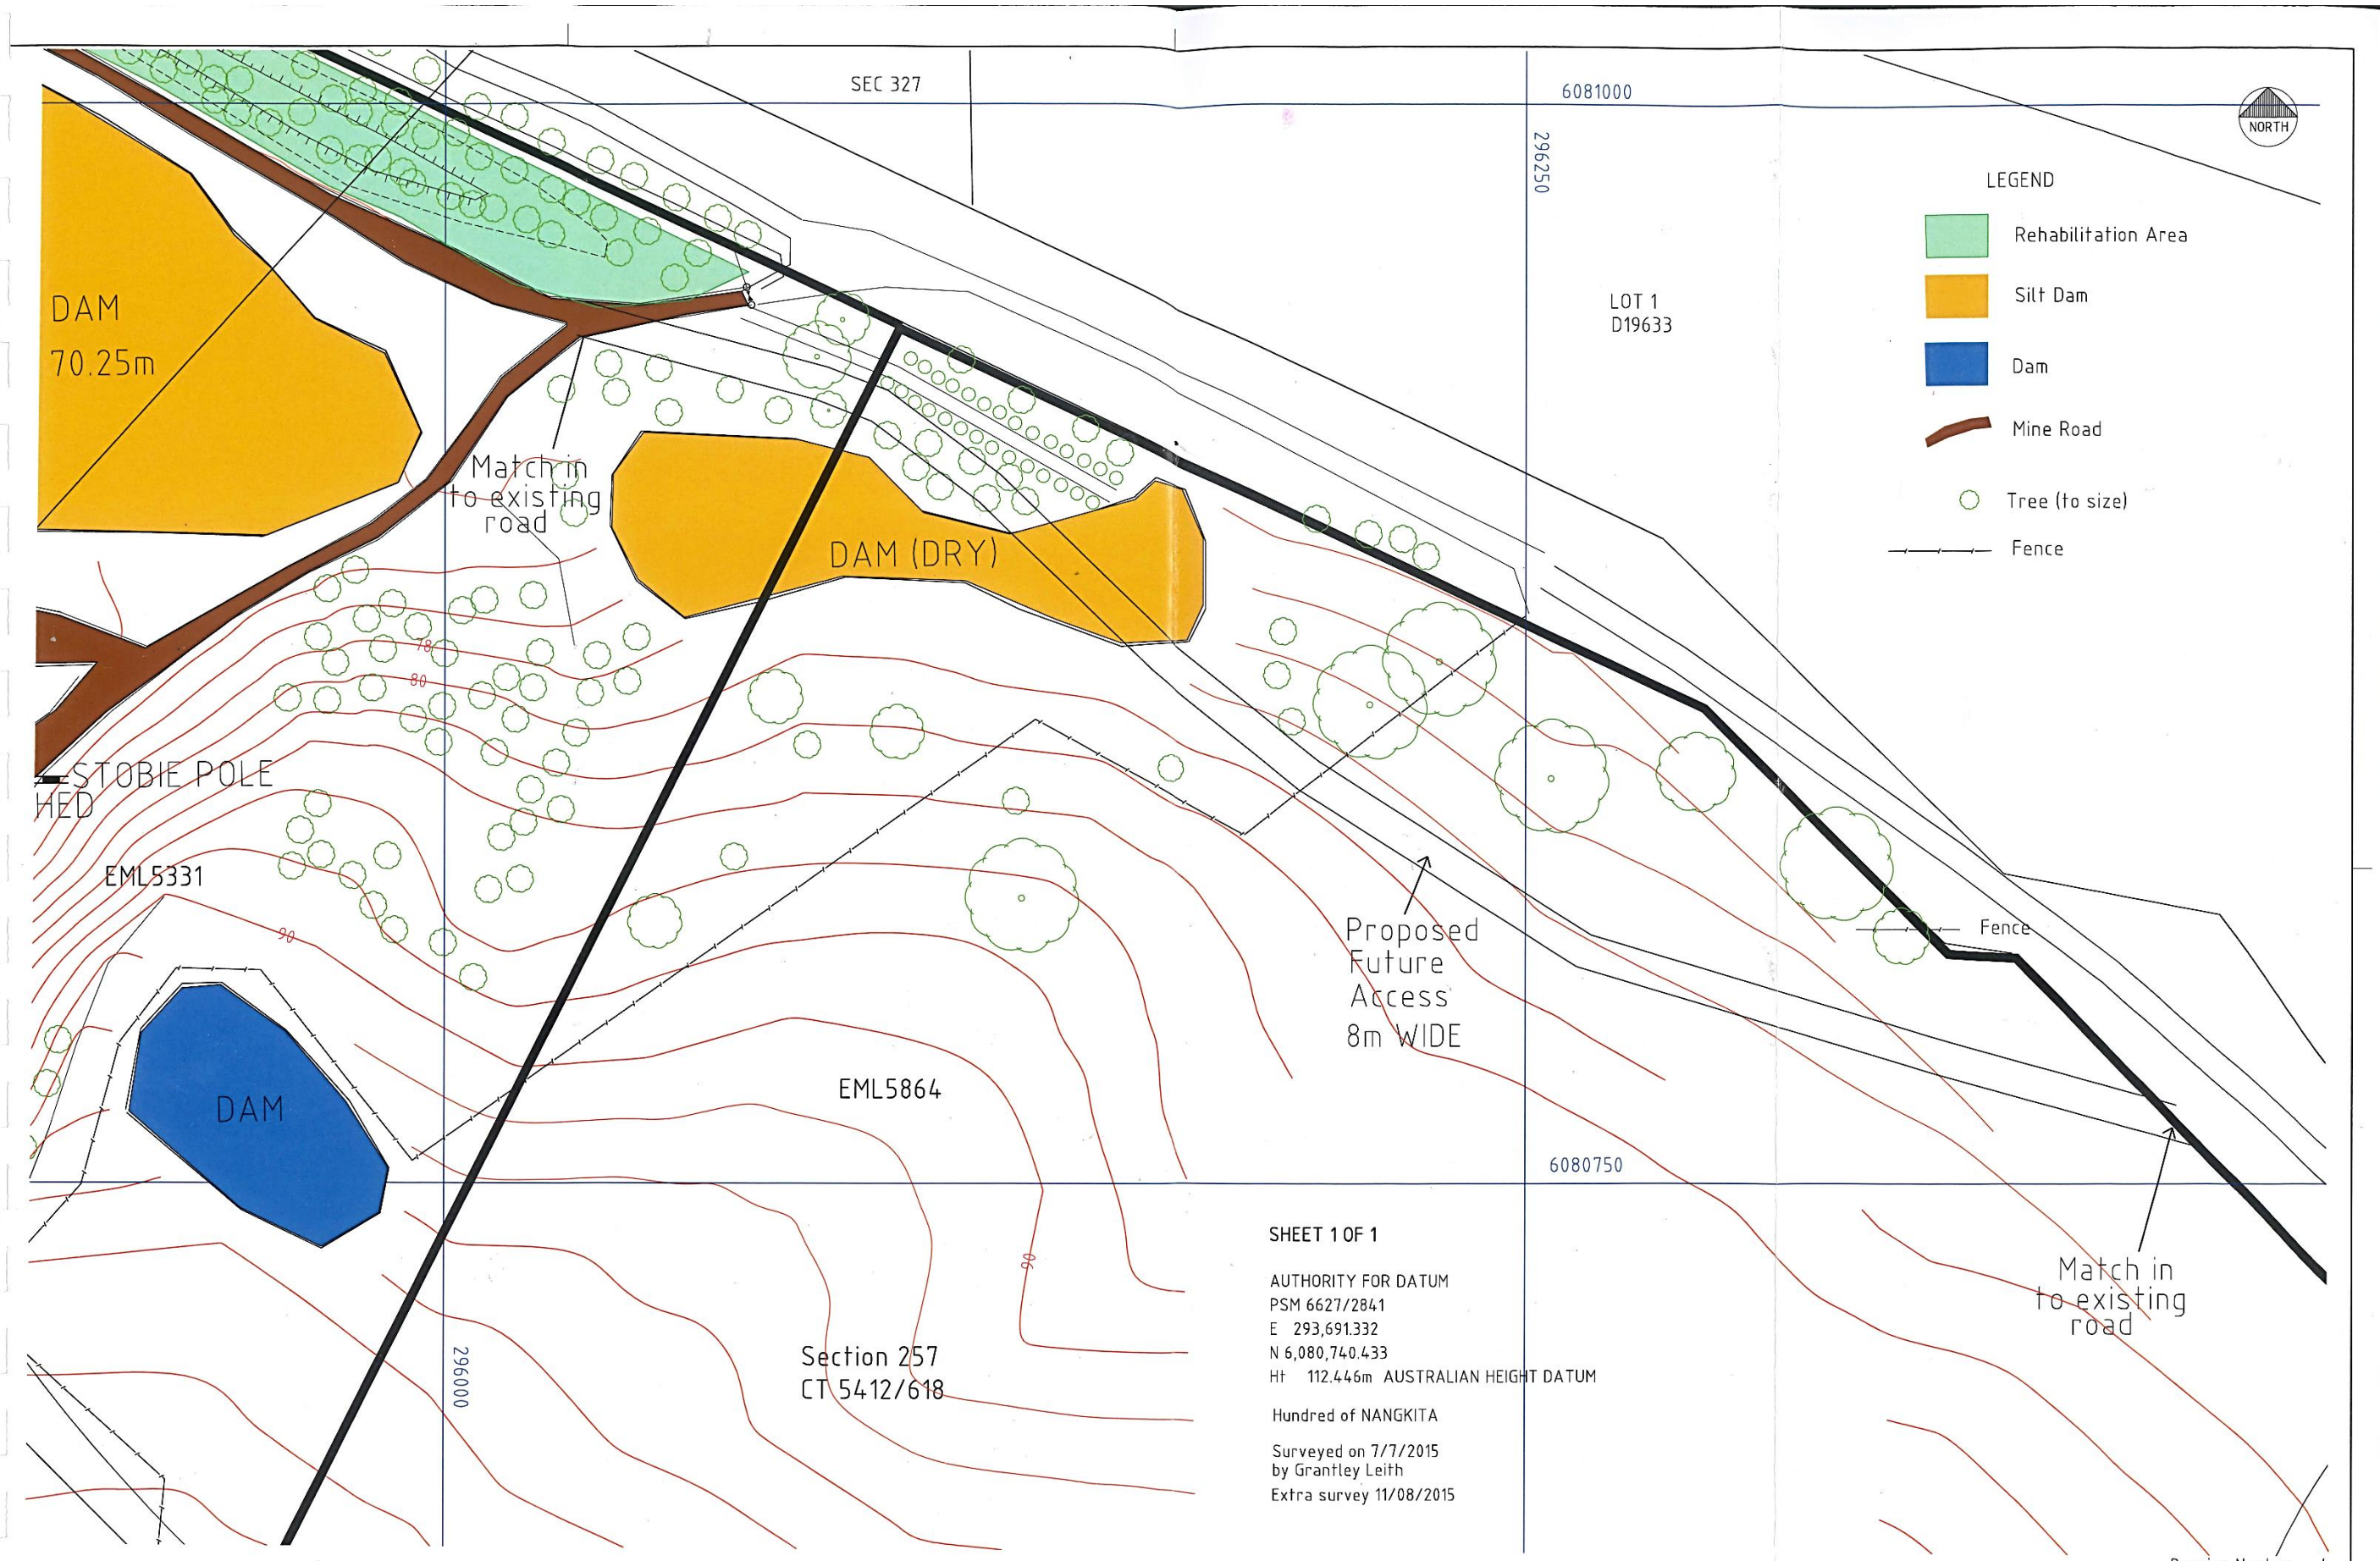 SEC 327
6081000
296250
NORTH
LEGEND
Rehabilitation Area
Silt Dam
Dam
Mine Road
Tree (to size)
Fence
LOT 1
D19633
DAM
70.25m
Match in
to existing
road
DAM (DRY)
78
80
STOBIE POLE
HED
EML5331
90
DAM
Proposed
Future
Access
8m WIDE
Fence
EML5864
6080750
90
Match in
to existing
road
296000
Section 257
CT 5412/618
SHEET 1 OF 1
AUTHORITY FOR DATUM
PSM 6627/2841
E 293,691.332
N 6,080,740.433
Ht 112.446m AUSTRALIAN HEIGHT DATUM
Hundred of NANGKITA
Surveyed on 7/7/2015
by Grantley Leith
Extra survey 11/08/2015